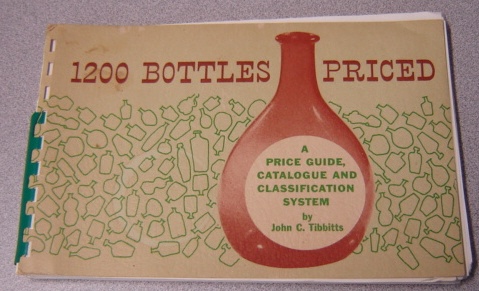 1200 BOTTLES PRICED
A
PRICE GUIDE,
CATALOGUE AND
CLASSIFICATION
SYSTEM
by
John C. Tibbitts